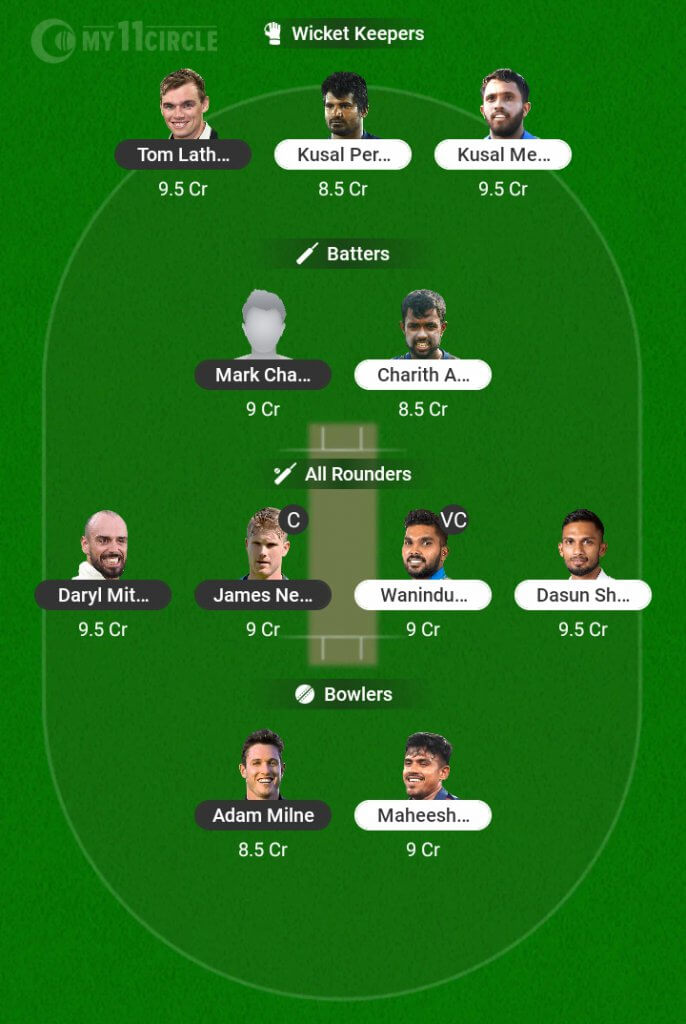 MY11CIRCLE
Wicket Keepers
Tom Lath...
Kusal Per...
Kusal Me...
9.5 Cr
8.5 Cr
9.5 Cr
Batters
Mark Cha...
Charith A...
9 Cr
8.5 Cr
All Rounders
C
VC
Daryl Mit...
James Ne...
Wanindu...
Dasun Sh...
9.5 Cr
9 Cr
9 Cr
9.5 Cr
Bowlers
Adam Milne
Maheesh...
8.5 Cr
9 Cr